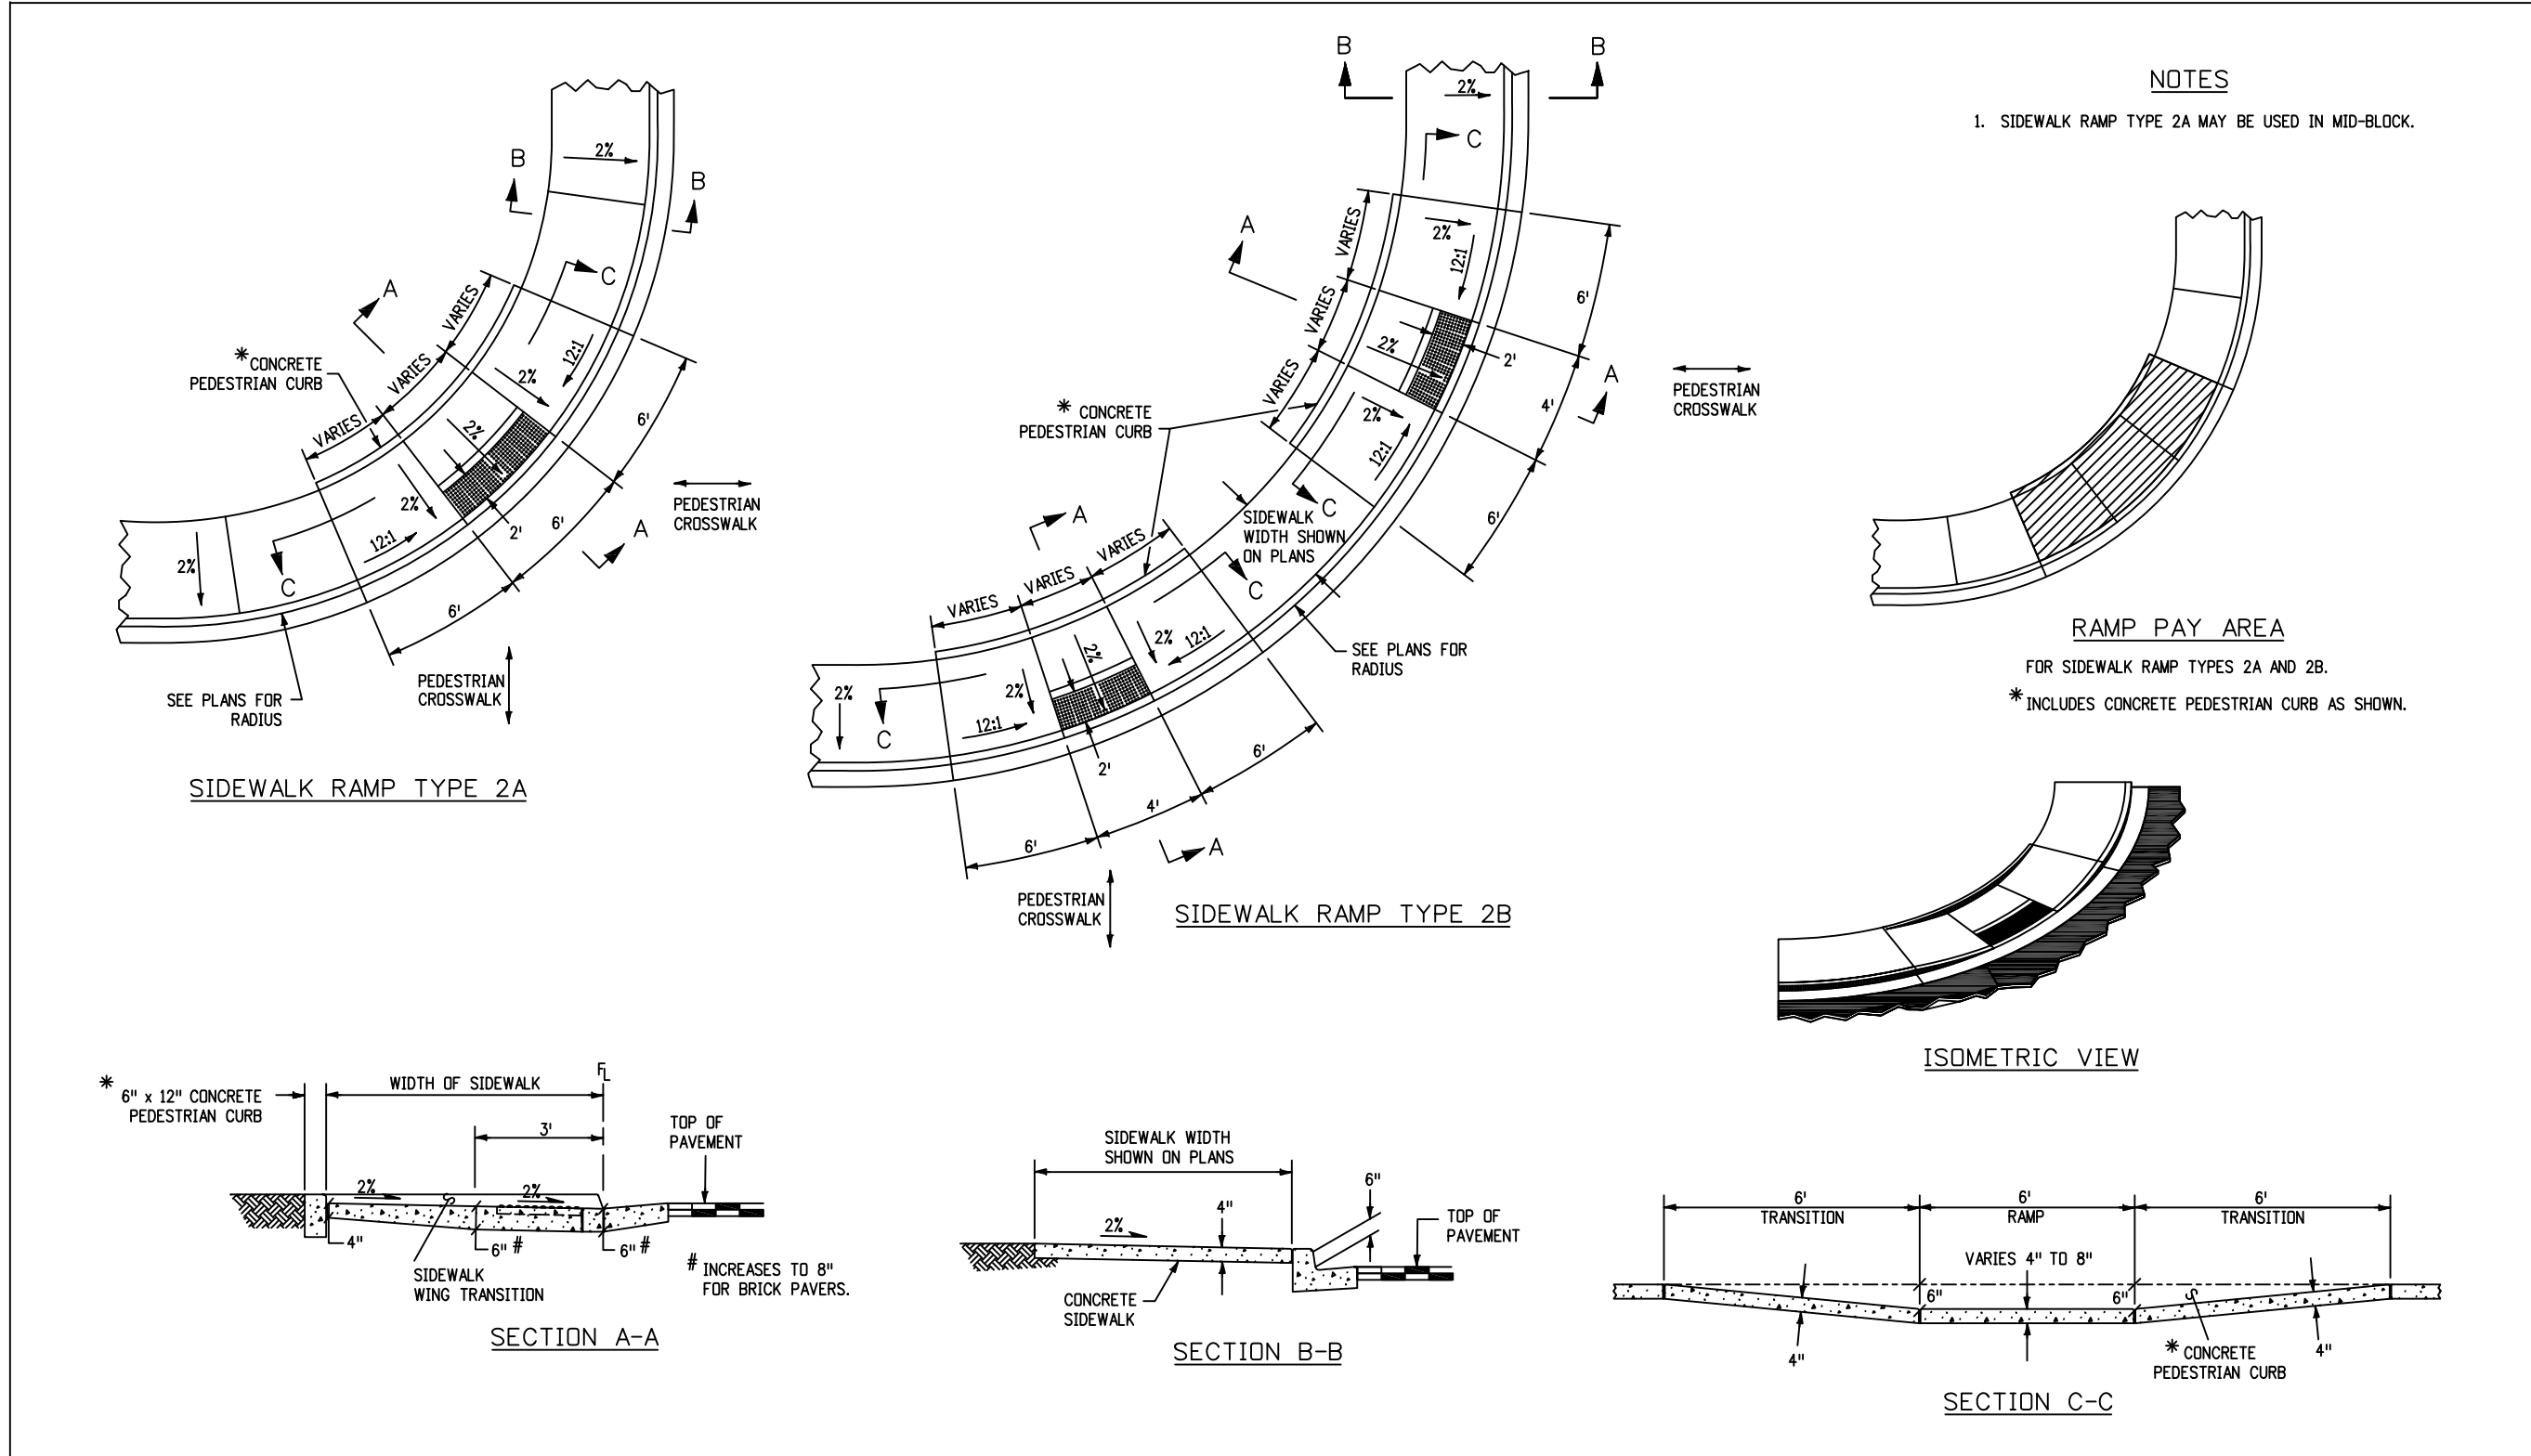 B
B
NOTES
1. SIDEWALK RAMP TYPE 2A MAY BE USED IN MID-BLOCK.
2%
B
B
C
A
VARIES
VARIES
VARIES
*CONCRETE
PEDESTRIAN CURB
12:1
2%
2%
2%
12:1
2%
C
2'
6'
6'
6'
A
PEDESTRIAN
CROSSWALK
PEDESTRIAN
CROSSWALK
SEE PLANS FOR
RADIUS
SIDEWALK RAMP TYPE 2A
2%
C
A
VARIES
VARIES
VARIES
2%
12:1
6'
2%
2'
4'
A
2%
12:1
C
6'
PEDESTRIAN
CROSSWALK
* CONCRETE
PEDESTRIAN CURB
SIDEWALK
WIDTH SHOWN
ON PLANS
A
VARIES
VARIES
VARIES
C
2%
12:1
2%
2%
12:1
2%
C
2'
6'
4'
6'
A
SEE PLANS FOR
RADIUS
PEDESTRIAN
CROSSWALK
SIDEWALK RAMP TYPE 2B
RAMP PAY AREA
FOR SIDEWALK RAMP TYPES 2A AND 2B.
*INCLUDES CONCRETE PEDESTRIAN CURB AS SHOWN.
ISOMETRIC VIEW
*
6" x 12" CONCRETE
PEDESTRIAN CURB
WIDTH OF SIDEWALK
FL
3'
TOP OF
PAVEMENT
2%
2%
4"
6" #
6" #
SIDEWALK
WING TRANSITION
# INCREASES TO 8"
FOR BRICK PAVERS.
SECTION A-A
SIDEWALK WIDTH
SHOWN ON PLANS
6"
4"
2%
TOP OF
PAVEMENT
CONCRETE
SIDEWALK
SECTION B-B
6'
TRANSITION
6'
RAMP
6'
TRANSITION
VARIES 4" TO 8"
6"
6"
4"
4"
* CONCRETE
PEDESTRIAN CURB
SECTION C-C